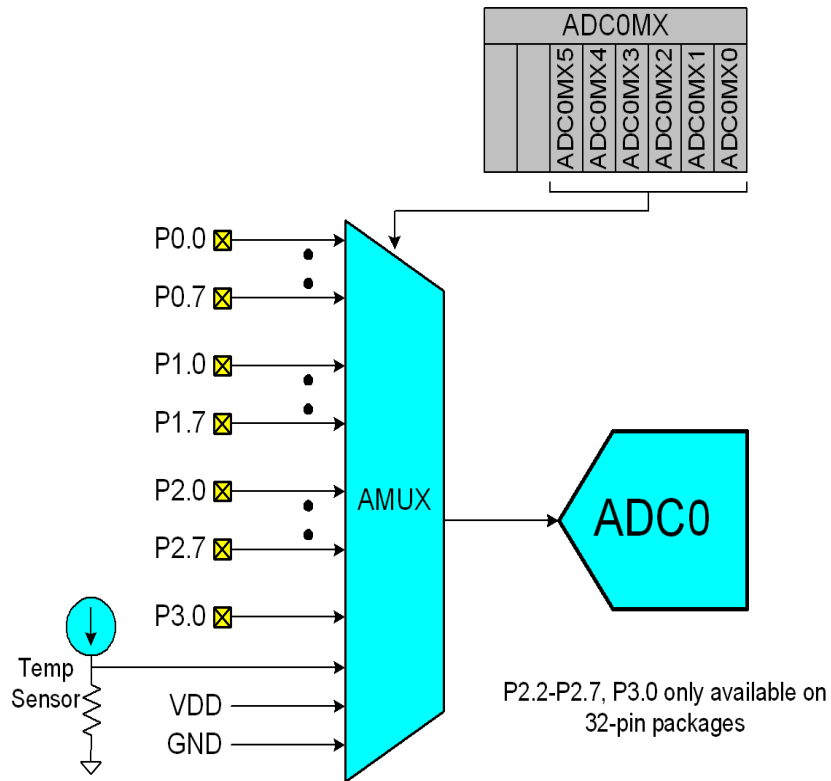 ADC0MX
ADC0MX5
ADC0MX4
ADC0MX3
ADC0MX2
ADC0MX1
ADC0MX0
P0.0
P0.7
P1.0
P1.7
P2.0
AMUX
ADC0
P2.7
P3.0
Temp
Sensor
VDD
GND
P2.2-P2.7, P3.0 only available on
32-pin packages